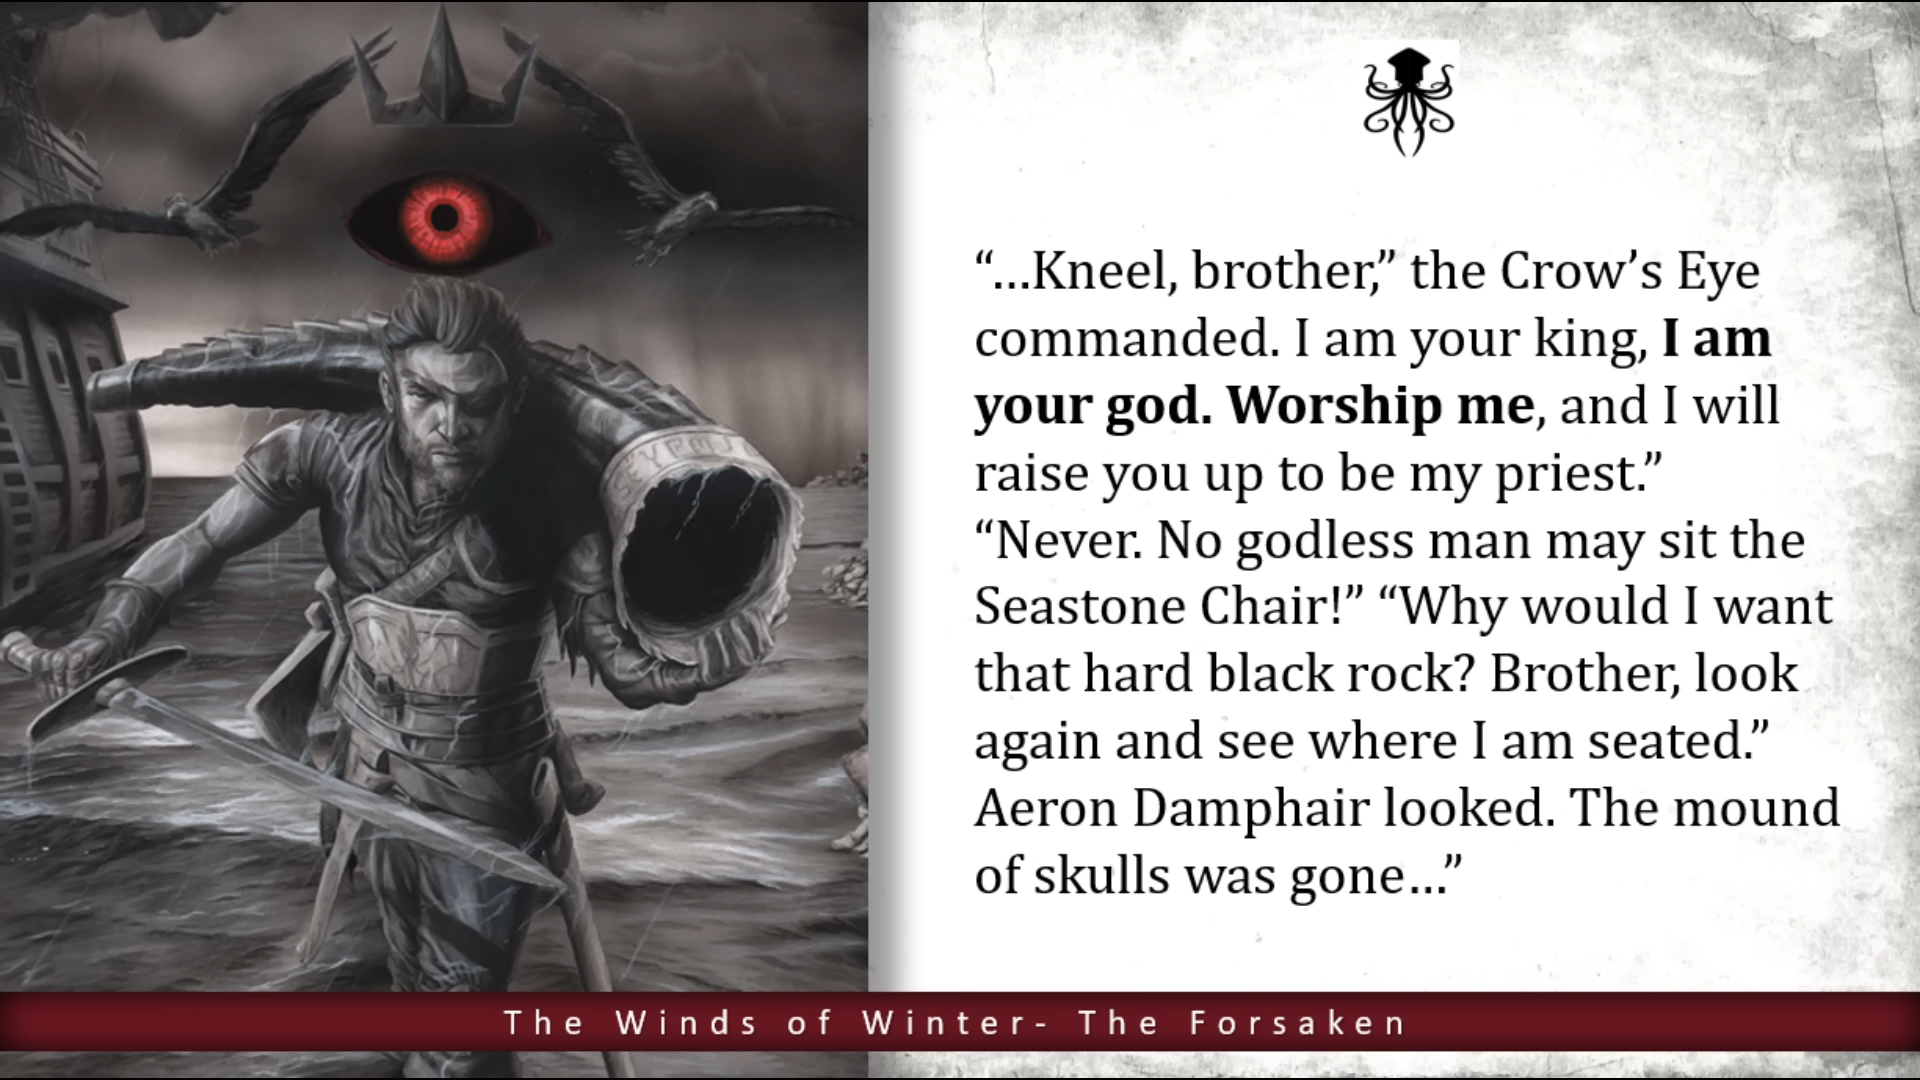 “...Kneel, brother,” the Crow’s Eye
commanded. I am your king, I am
your god. Worship me, and I will
raise you up to be my priest.”
“Never. No godless man may sit the
Seastone Chair!” “Why would I want
that hard black rock? Brother, look
again and see where I am seated.”
Aeron Damphair looked. The mound
of skulls was gone...”
The Winds of Winter- The Forsaken